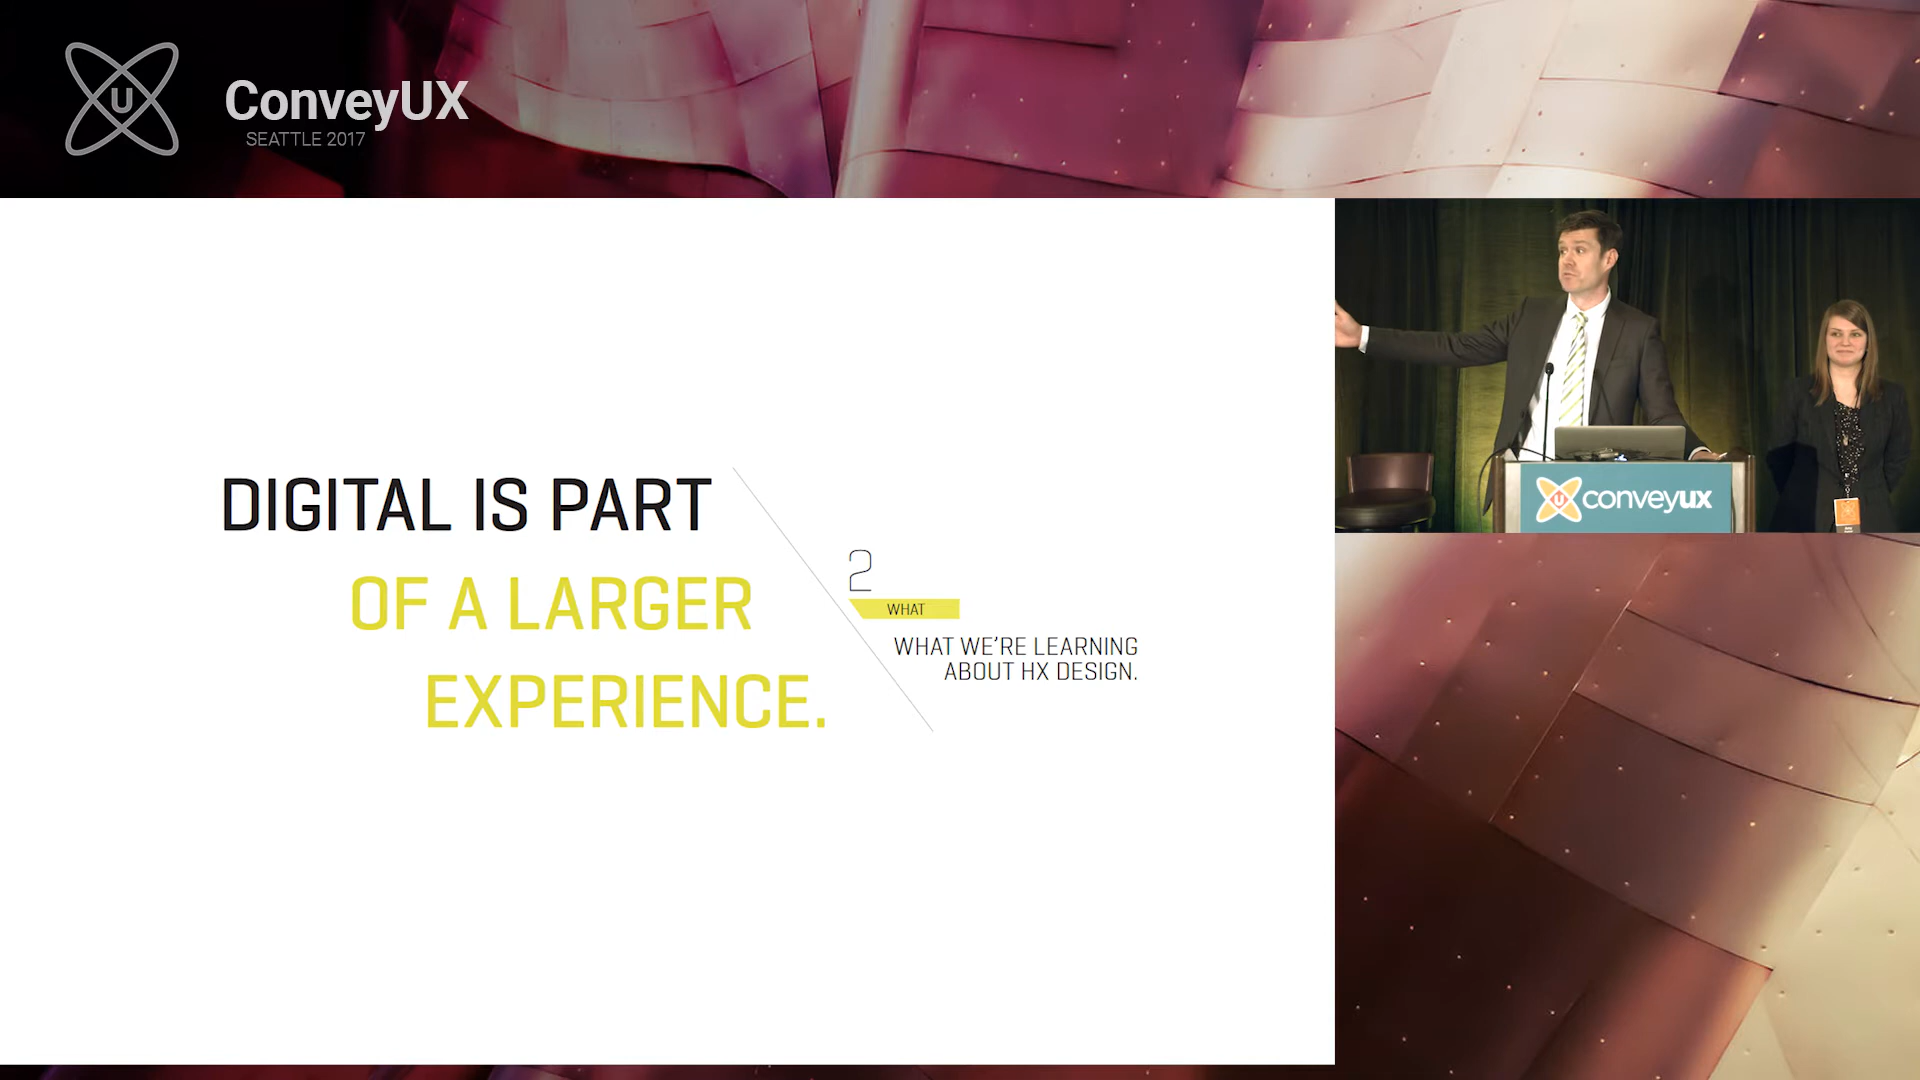 U
ConveyUX
SEATTLE 2017
DIGITAL IS PART
OF A LARGER
EXPERIENCE.
2
WHAT
WHAT WE'RE LEARNING
ABOUT HX DESIGN.
U conveyux